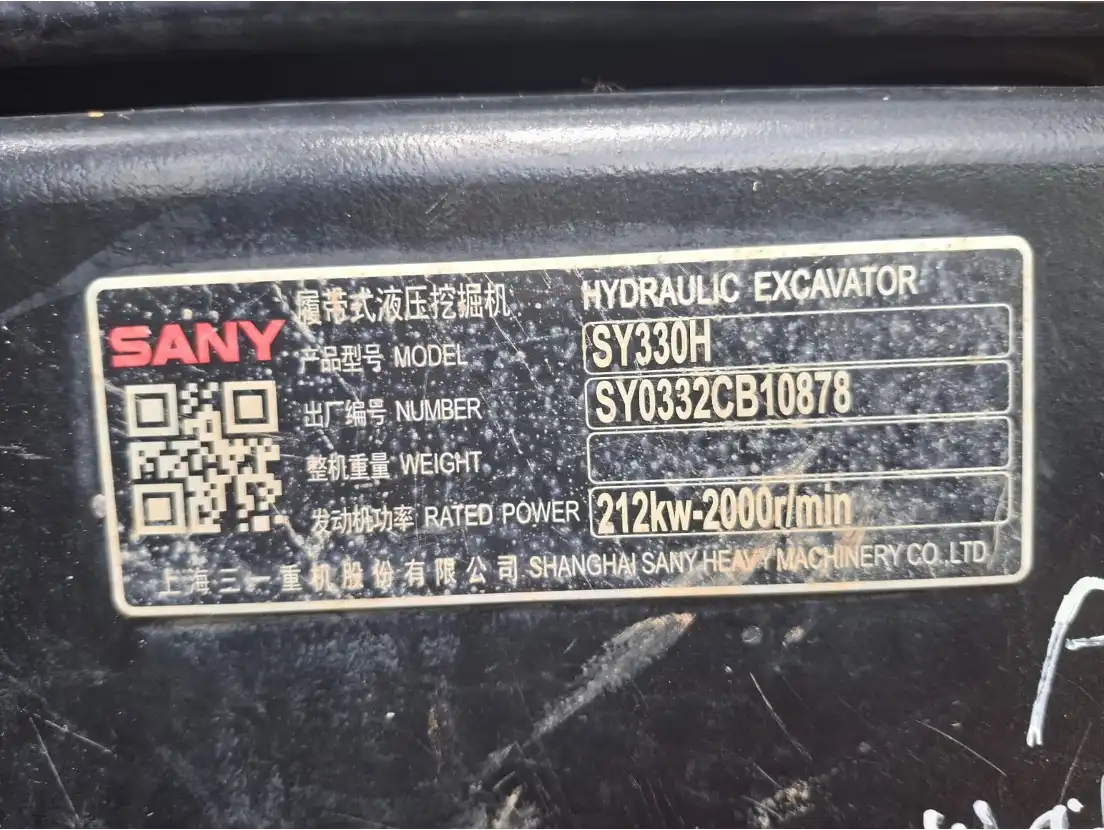 履带式液压挖掘机 HYDRAULIC EXCAVATOR
SANY
产品型号 MODEL SY330H
出厂编号 NUMBER SY0332CB10878
整机重量 WEIGHT
发动机功率 RATED POWER 212kw-2000r/min
上海三一重机股份有限公司 SHANGHAI SANY HEAVY MACHINERY CO., LTD
A